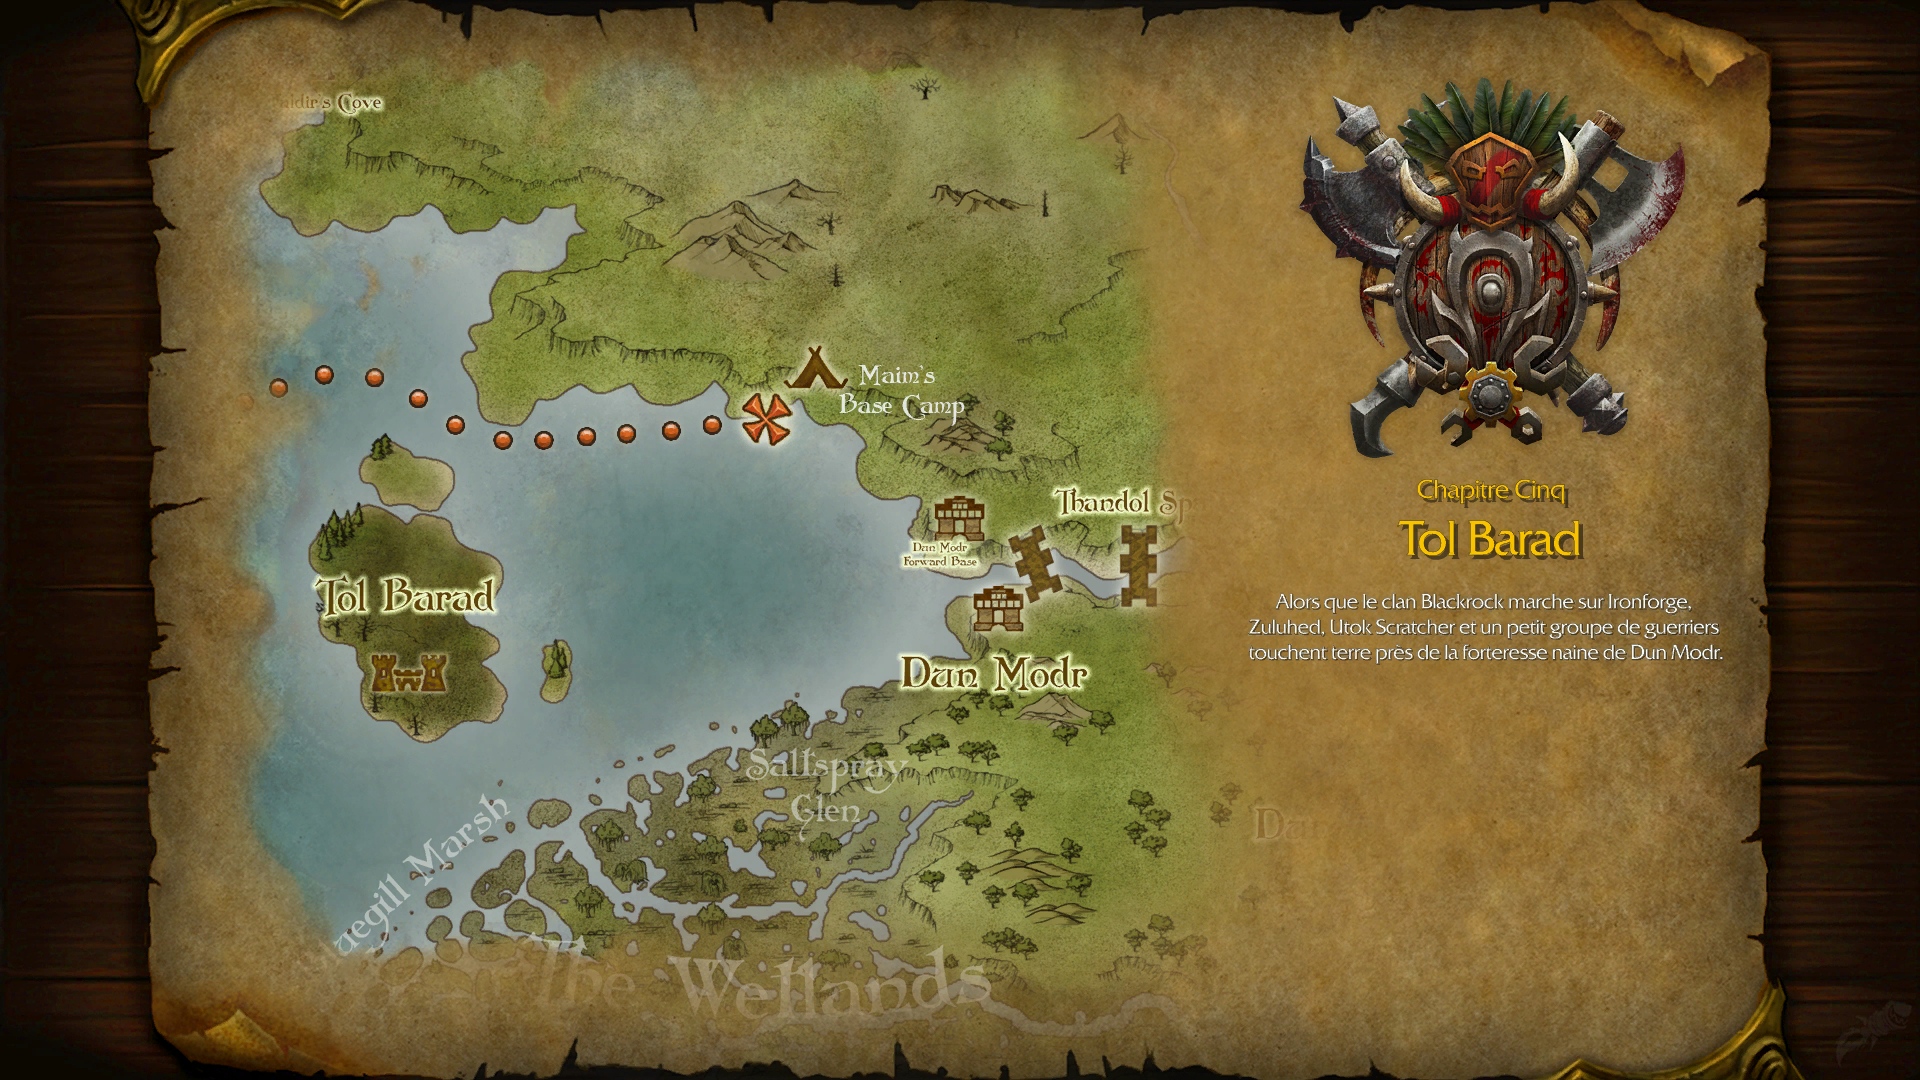 's Cove
Maim's
Base Camp
Thandol
Dun Modr
Forward Base
Tol Barad
Dun Modr
Saltspray
Glen
Marsh
The Wetlands
Chapitre Cinq
Tol Barad
Alors que le clan Blackrock marche sur Ironforge,
Zuluhed, Utok Scratcher et un petit groupe de guerriers
touchent terre près de la forteresse naine de Dun Modr.